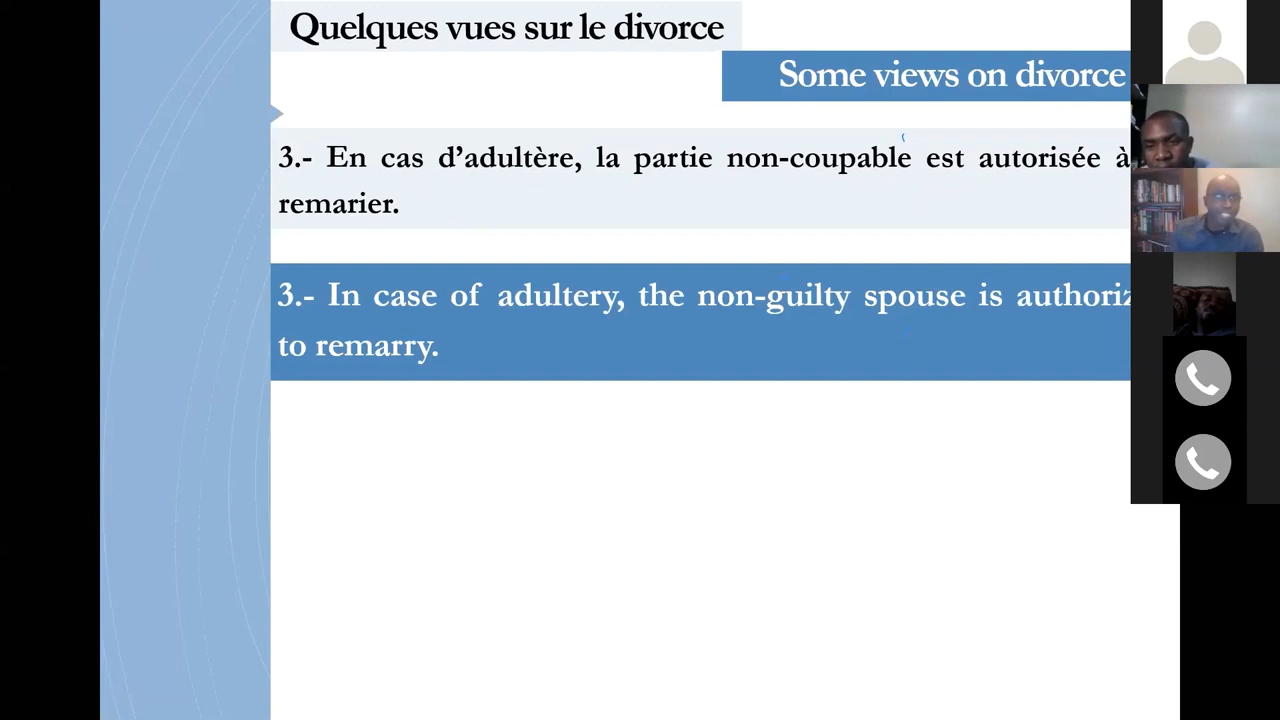 Quelques vues sur le divorce
Some views on divorce
3.- En cas d’adultère, la partie non-coupable est autorisée à
remarier.
3.- In case of adultery, the non-guilty spouse is
to remarry.